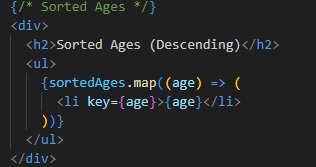 {/* Sorted Ages */}
<div>
  <h2>Sorted Ages (Descending)</h2>
  <ul>
    {sortedAges.map((age) => (
      <li key={age}>{age}</li>
    ))}
  </ul>
</div>